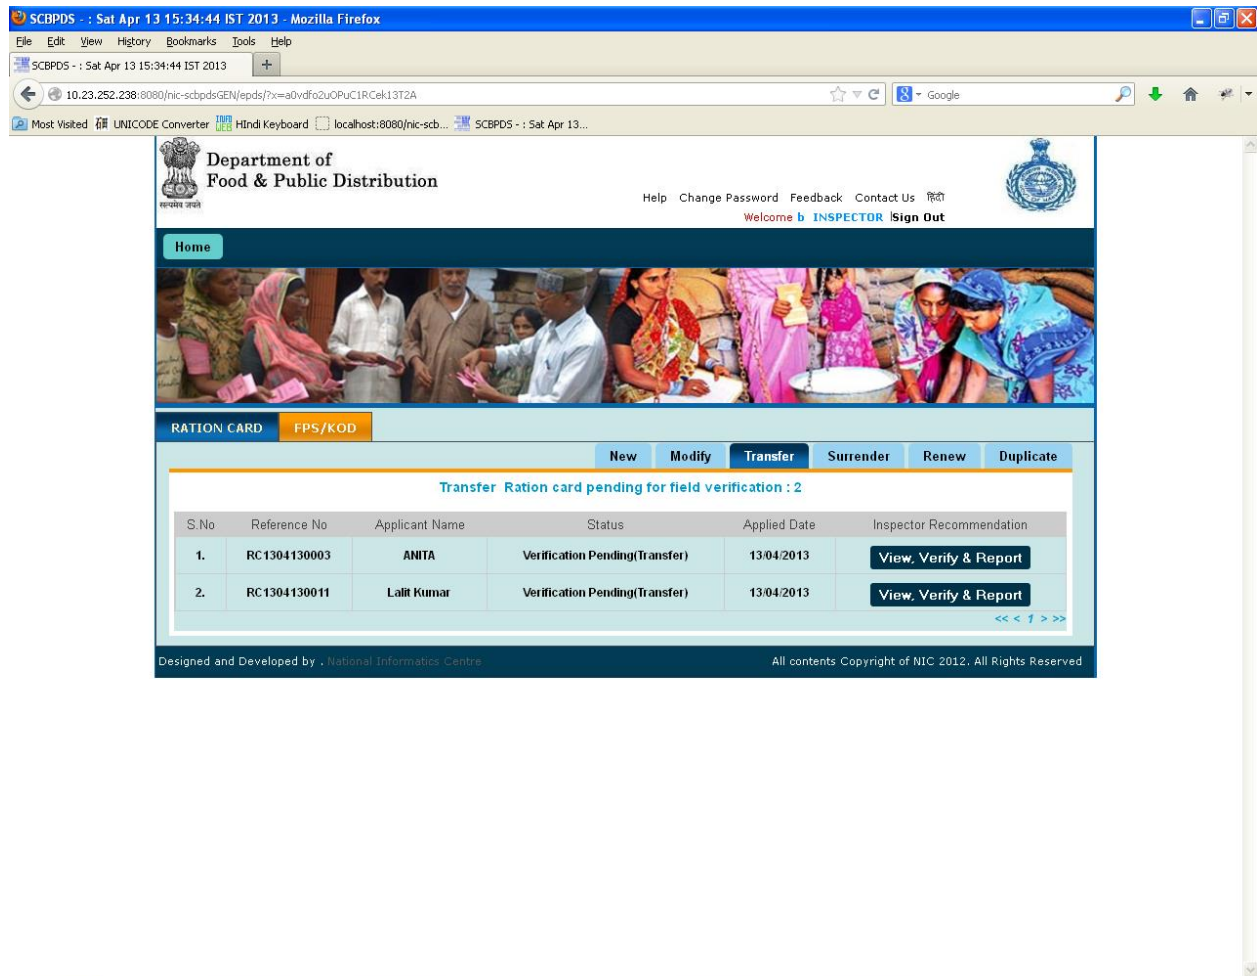 SCBPDS - : Sat Apr 13 15:34:44 IST 2013 - Mozilla Firefox
File Edit View History Bookmarks Tools Help
SCBPDS - : Sat Apr 13 15:34:44 IST 2013 +
10.23.252.238:8080/nic-scbpdsGEN/epds/?x=a0vdfo2uOPuC1RCek13T2A Google
Most Visited UNICODE Converter HIndi Keyboard localhost:8080/nic-scb... SCBPDS - : Sat Apr 13...
Department of
Food & Public Distribution
सत्यमेव जयते
Help Change Password Feedback Contact Us हिंदी
Welcome b INSPECTOR |Sign Out
Home
RATION CARD FPS/KOD
New Modify Transfer Surrender Renew Duplicate
Transfer Ration card pending for field verification : 2
S.No Reference No Applicant Name Status Applied Date Inspector Recommendation
1. RC1304130003 ANITA Verification Pending(Transfer) 13/04/2013 View, Verify & Report
2. RC1304130011 Lalit Kumar Verification Pending(Transfer) 13/04/2013 View, Verify & Report
<< < 1 > >>
Designed and Developed by . National Informatics Centre All contents Copyright of NIC 2012. All Rights Reserved